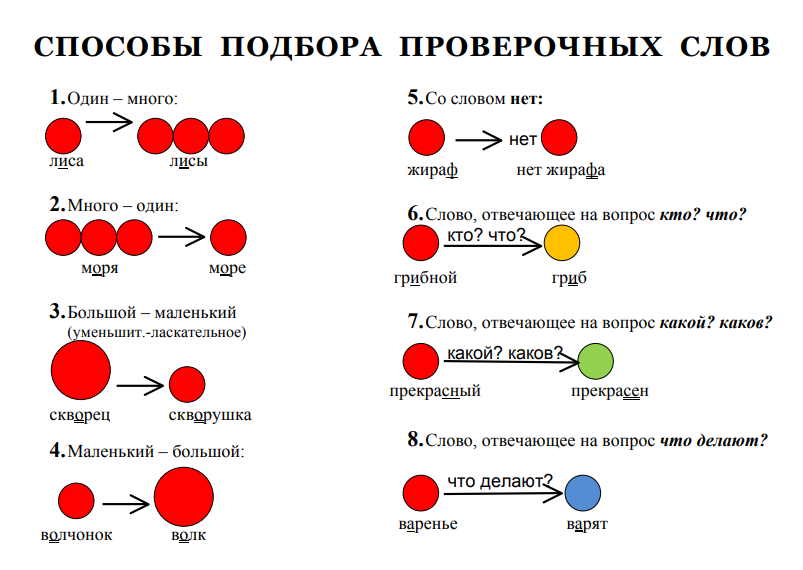 СПОСОБЫ ПОДБОРА ПРОВЕРОЧНЫХ СЛОВ
1. Один – много:
лиса лисы
2. Много – один:
моря море
3. Большой – маленький
(уменьшит.-ласкательное)
скворец скворушка
4. Маленький – большой:
волчонок волк
5. Со словом нет:
нет
жираф нет жирафа
6. Слово, отвечающее на вопрос кто? что?
кто? что?
грибной гриб
7. Слово, отвечающее на вопрос какой? каков?
какой? каков?
прекрасный прекрасен
8. Слово, отвечающее на вопрос что делают?
что делают?
варенье варят